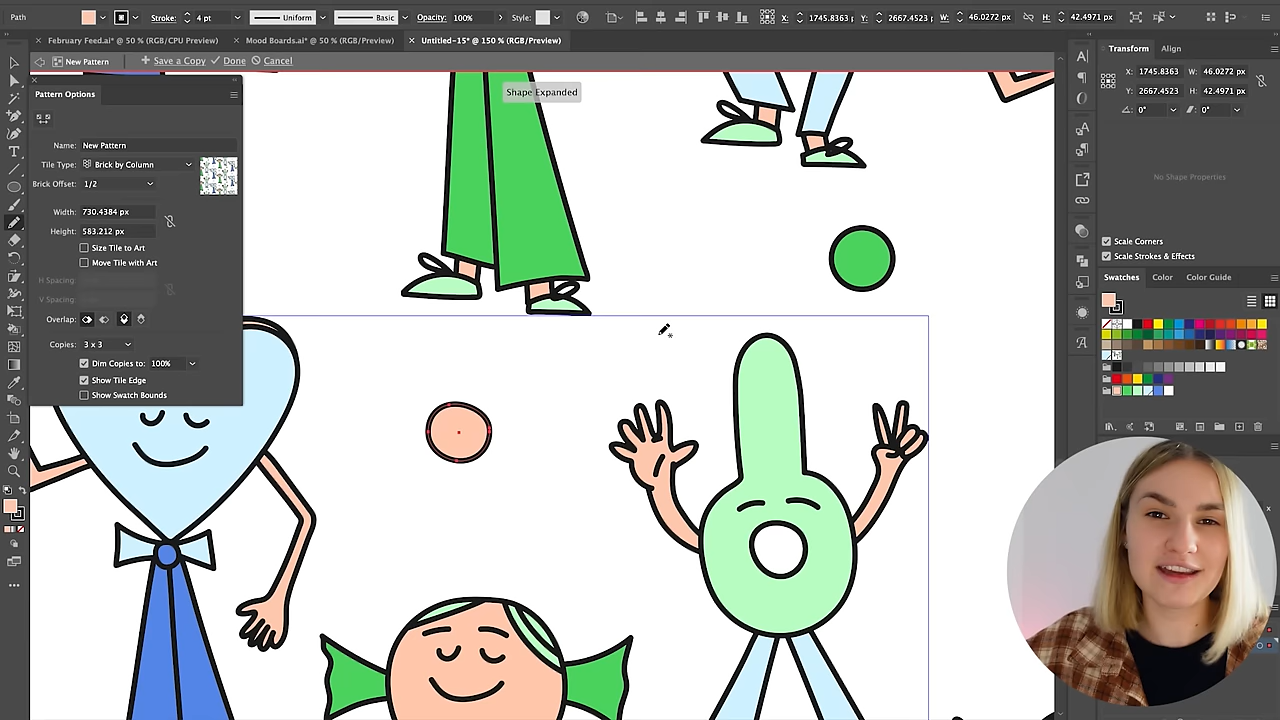 Path
Stroke: 4 pt Uniform Basic Opacity: 100% Style: X: 1745.8363 Y: 2667.4523 W: 46.0272 px H: 42.4971 px
× February Feed.ai* @ 50 % (RGB/CPU Preview) × Mood Boards.ai* @ 50 % (RGB/Preview) × Untitled-15* @ 150 % (RGB/Preview)
New Pattern + Save a Copy Done Cancel
Pattern Options
Name: New Pattern
Tile Type: Brick by Column
Brick Offset: 1/2
Width: 730.4384 px
Height: 583.212 px
Size Tile to Art
Move Tile with Art
H Spacing:
V Spacing:
Overlap:
Copies: 3 x 3
Dim Copies to: 100%
Show Tile Edge
Show Swatch Bounds
Shape Expanded
Transform Align
X: 1745.8363 W: 46.0272 px
Y: 2667.4523 H: 42.4971 px
0° 0°
No Shape Properties
Scale Corners
Scale Strokes & Effects
Swatches Color Color Guide